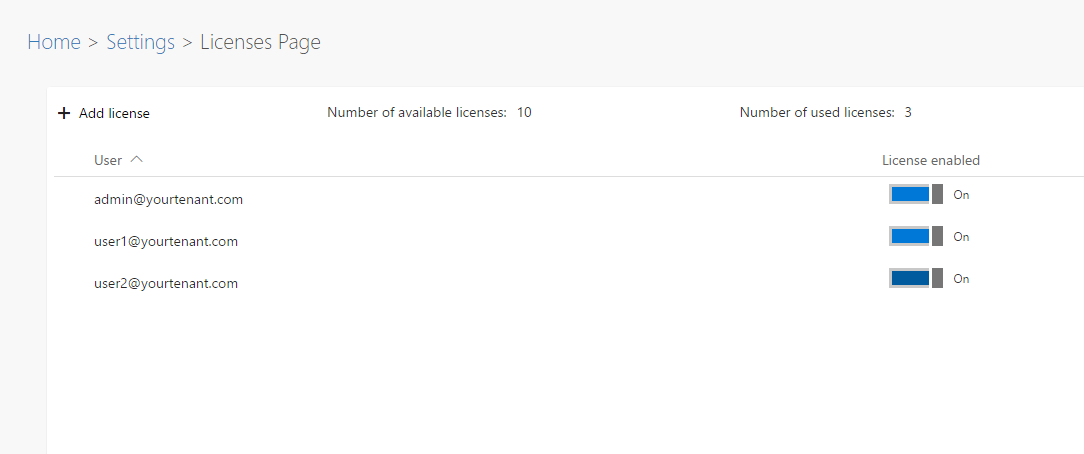 Home > Settings > Licenses Page
+ Add license Number of available licenses: 10 Number of used licenses: 3
User License enabled
admin@yourtenant.com On
user1@yourtenant.com On
user2@yourtenant.com On